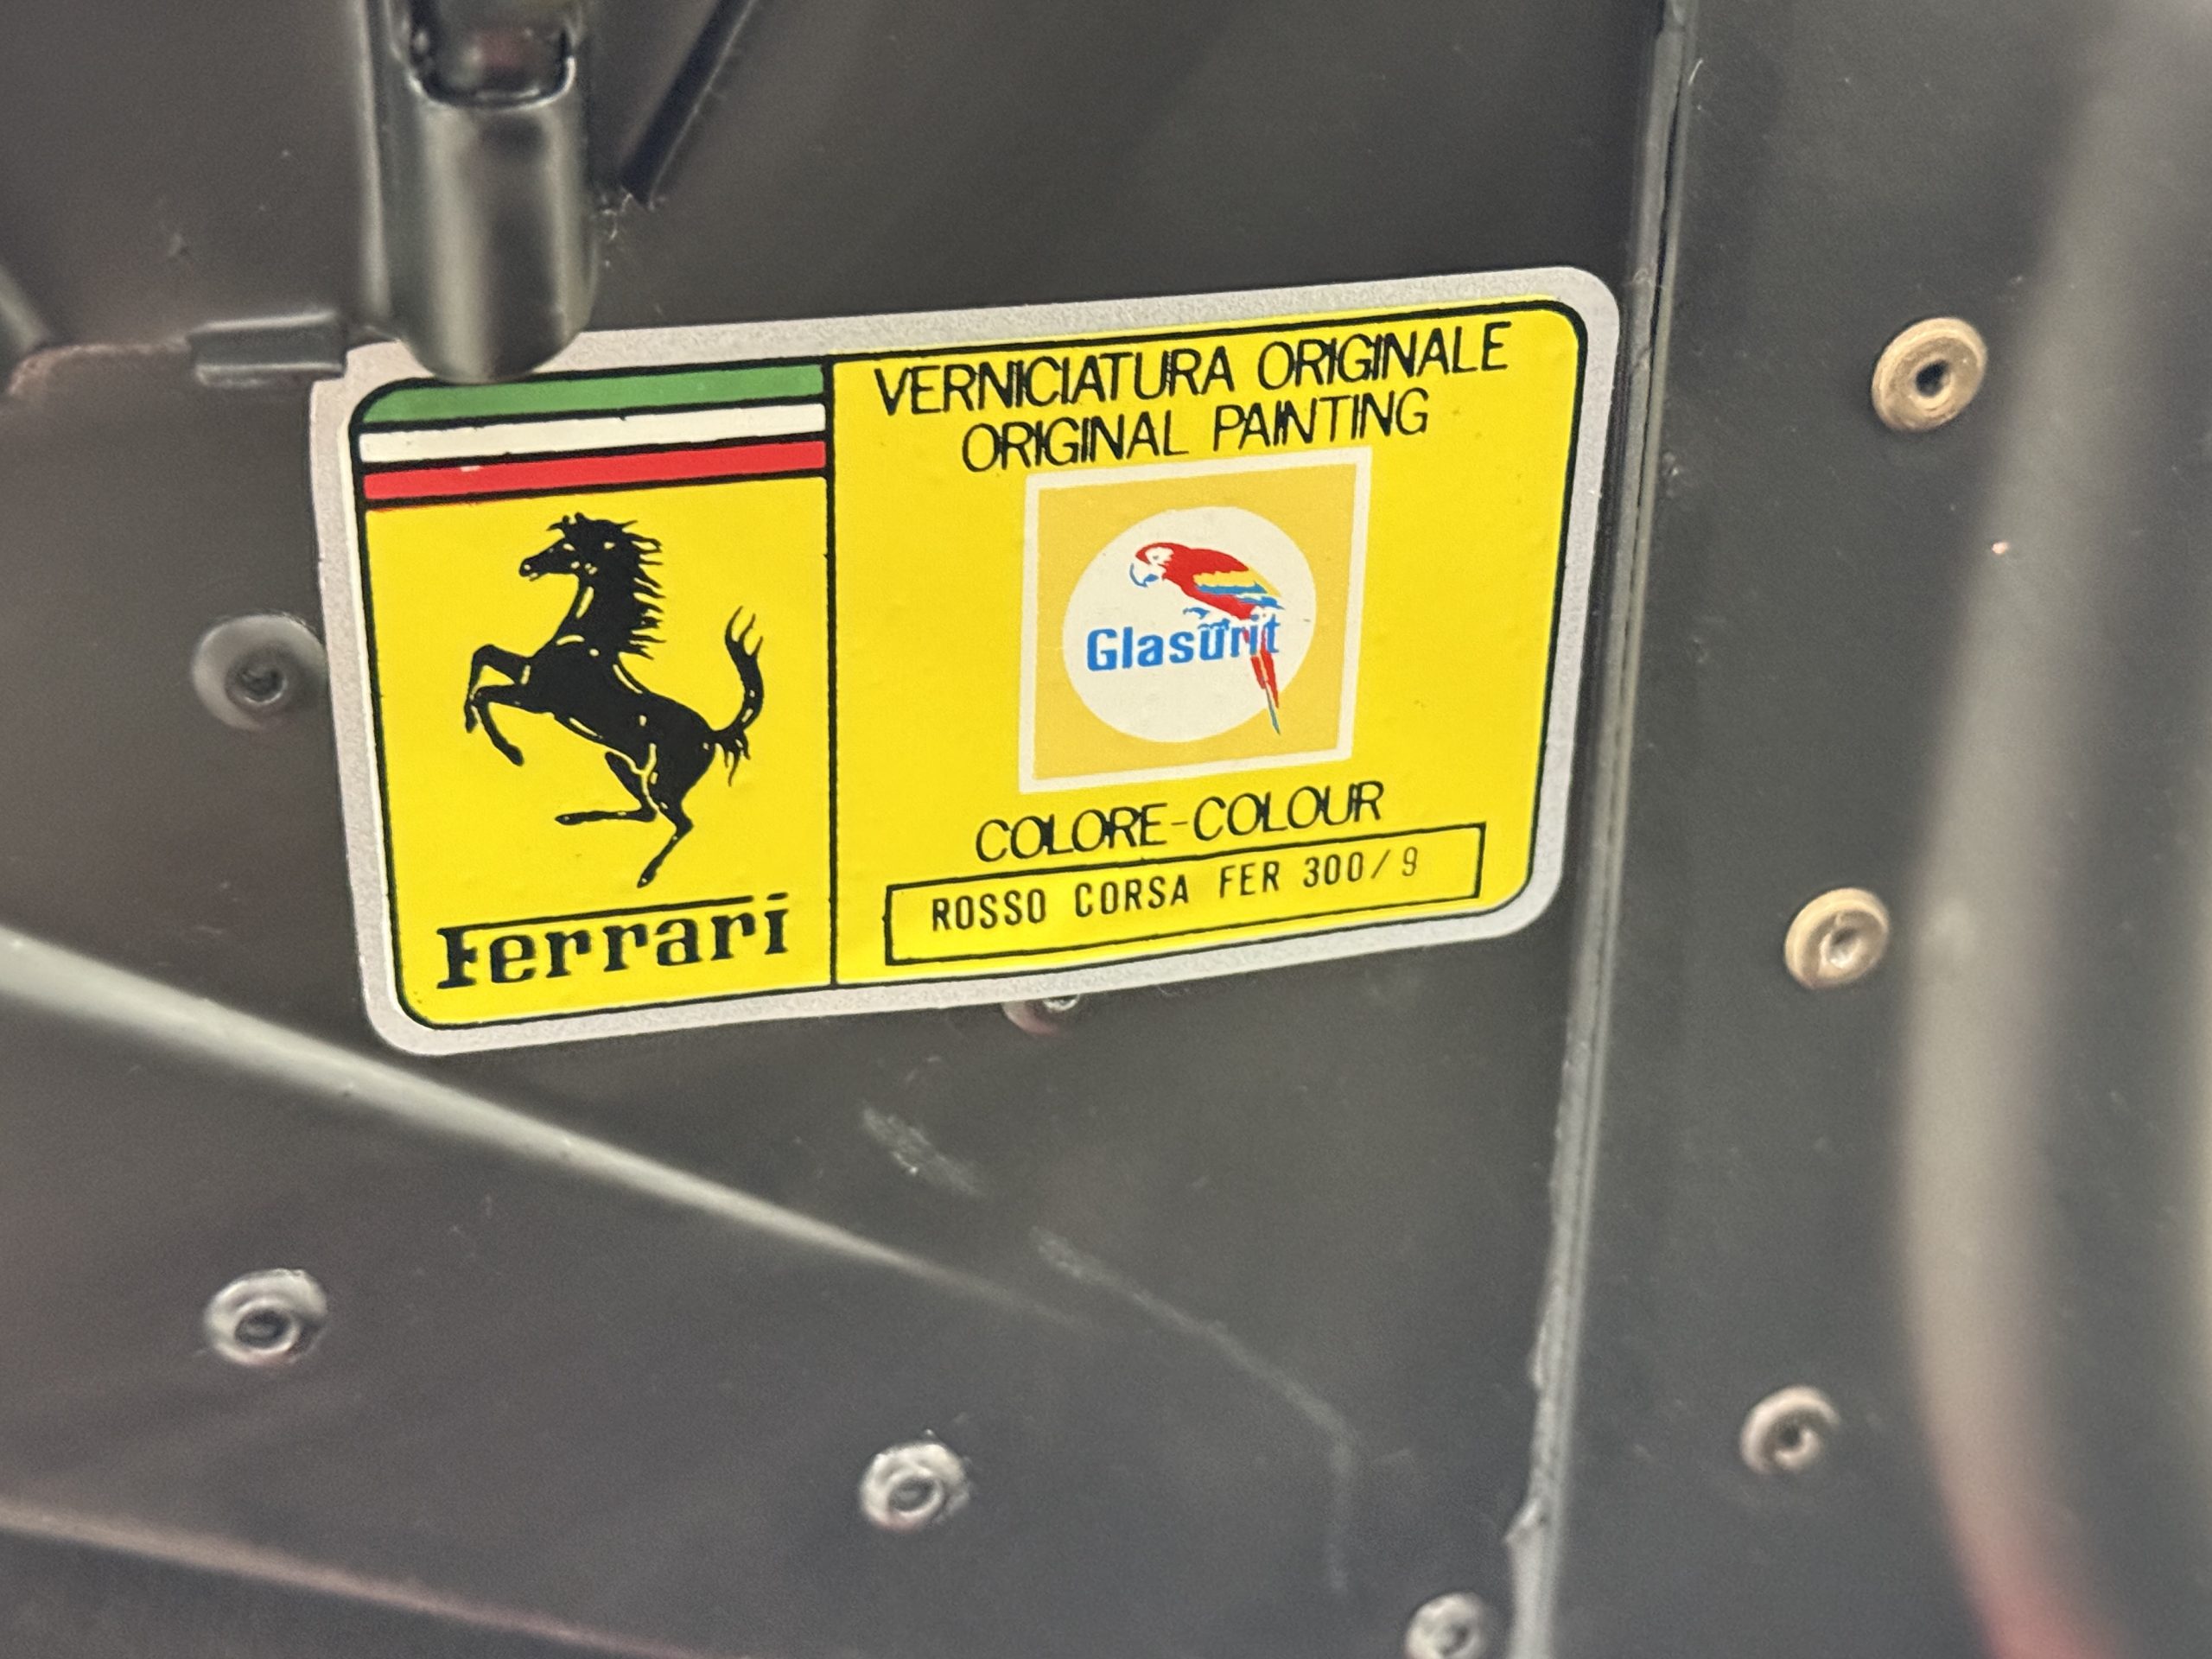 VERNICIATURA ORIGINALE
ORIGINAL PAINTING
Glasurit
COLORE-COLOUR
ROSSO CORSA FER 300/9
Ferrari